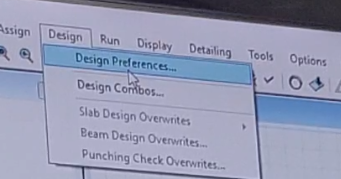 Assign Design Run Display Detailing Tools Options
Design Preferences...
Design Combos...
Slab Design Overwrites
Beam Design Overwrites...
Punching Check Overwrites...